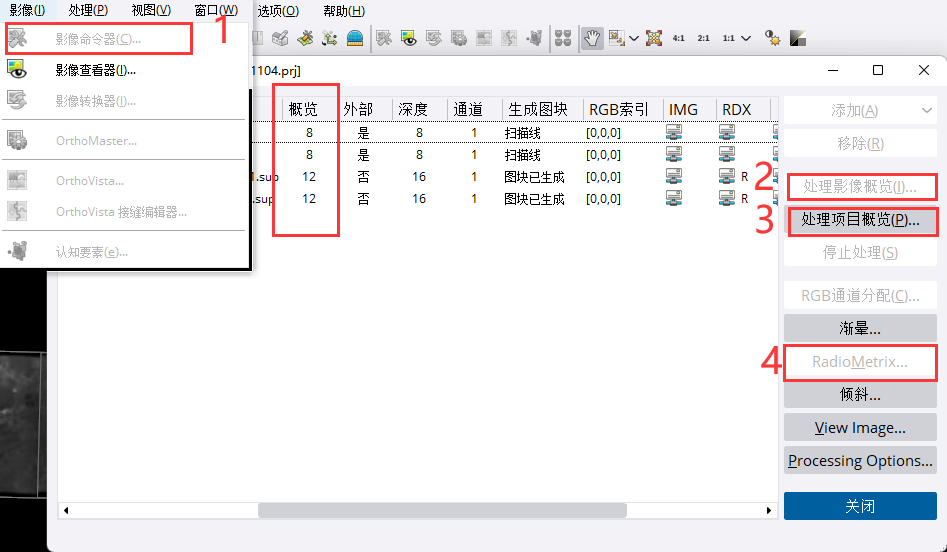 影像(I) 处理(P) 视图(V) 窗口(W) 选项(O) 帮助(H)
1
影像命令器(C)...
影像查看器(I)...
影像转换器(I)...
OrthoMaster...
OrthoVista...
OrthoVista 接缝编辑器...
认知要素(e)...
4:1 2:1 1:1
1104.prj]
概览 外部 深度 通道 生成图块 RGB索引 IMG RDX
8 是 8 1 扫描线 [0,0,0]
8 是 8 1 扫描线 [0,0,0]
1.sup 12 否 16 1 图块已生成 [0,0,0] R
.sup 12 否 16 1 图块已生成 [0,0,0] R
添加(A)
移除(R)
2
处理影像概览(I)...
3
处理项目概览(P)...
停止处理(S)
RGB通道分配(C)...
渐晕...
4
RadioMetrix...
倾斜...
View Image...
Processing Options...
关闭